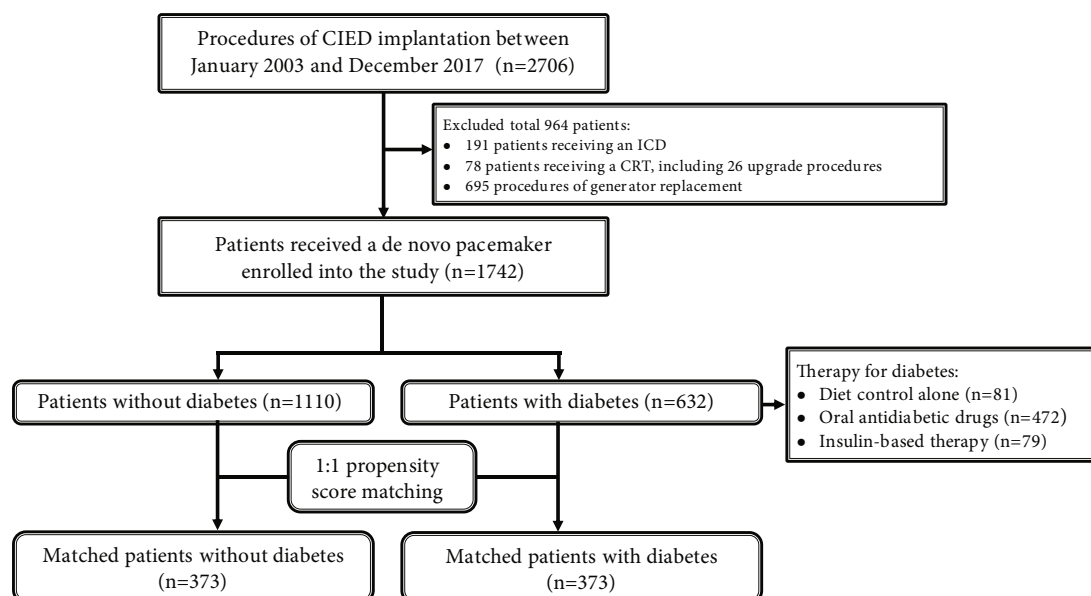 Procedures of CIED implantation between
January 2003 and December 2017 (n=2706)
Excluded total 964 patients:
● 191 patients receiving an ICD
● 78 patients receiving a CRT, including 26 upgrade procedures
● 695 procedures of generator replacement
Patients received a de novo pacemaker
enrolled into the study (n=1742)
Patients without diabetes (n=1110)
Patients with diabetes (n=632)
Therapy for diabetes:
● Diet control alone (n=81)
● Oral antidiabetic drugs (n=472)
● Insulin-based therapy (n=79)
1:1 propensity
score matching
Matched patients without diabetes
(n=373)
Matched patients with diabetes
(n=373)